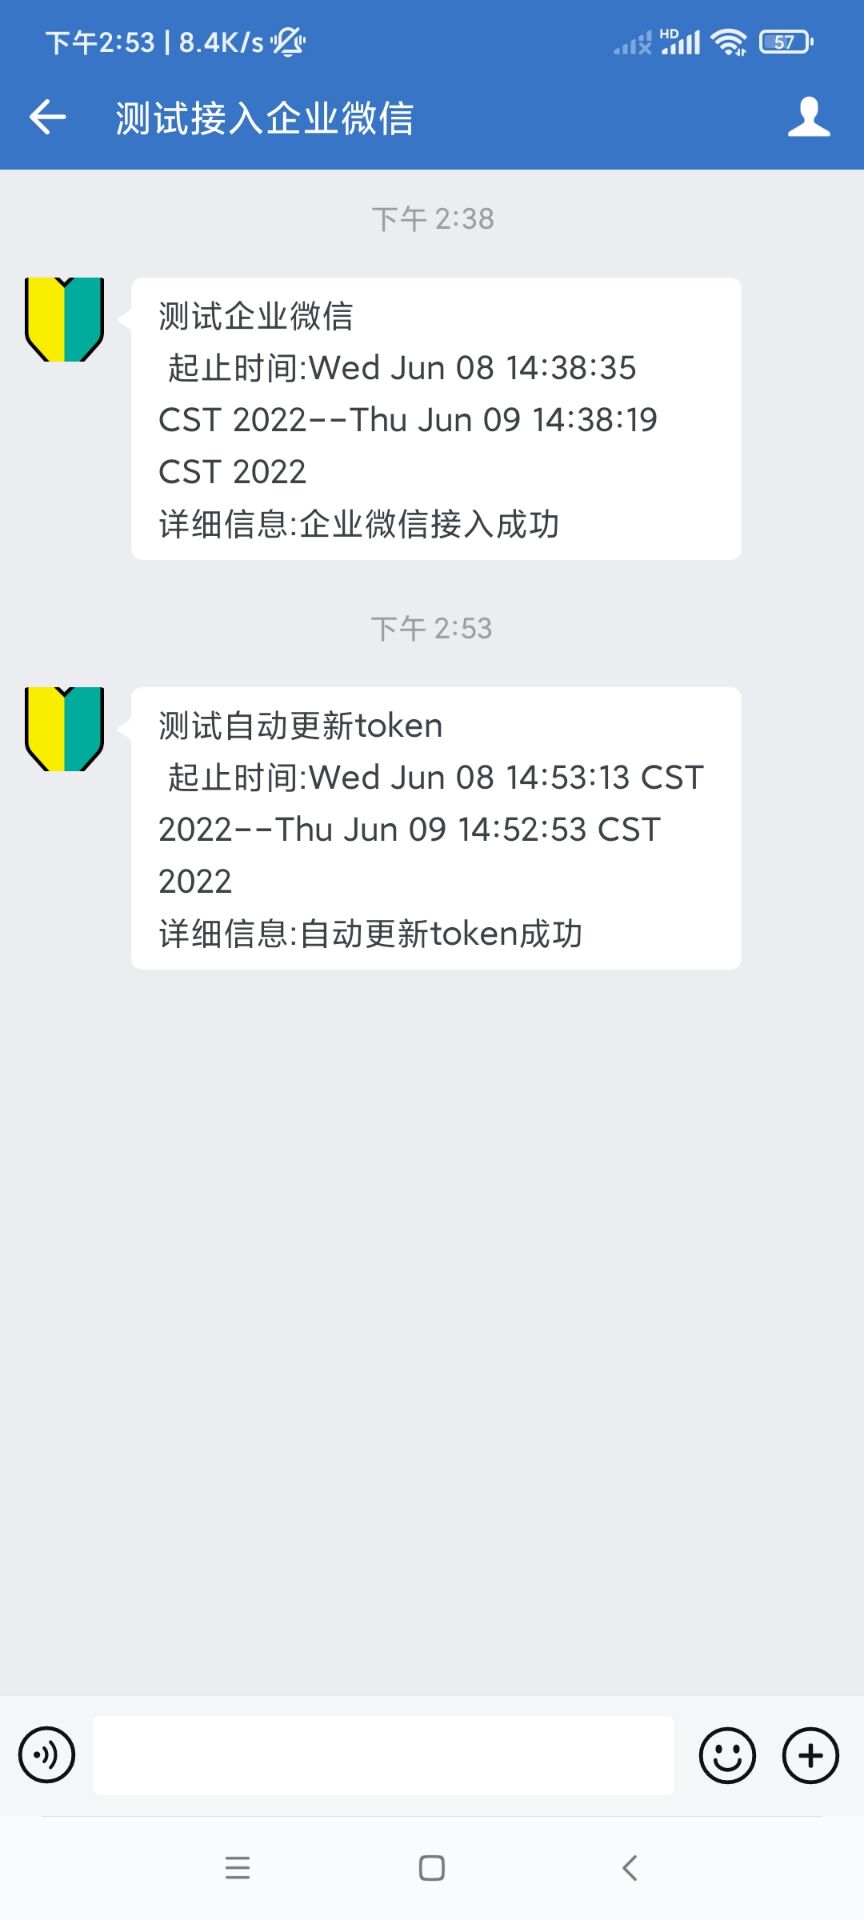 下午2:53 | 8.4K/s
HD
57
测试接入企业微信
下午 2:38
测试企业微信
起止时间:Wed Jun 08 14:38:35
CST 2022--Thu Jun 09 14:38:19
CST 2022
详细信息:企业微信接入成功
下午 2:53
测试自动更新token
起止时间:Wed Jun 08 14:53:13 CST
2022--Thu Jun 09 14:52:53 CST
2022
详细信息:自动更新token成功